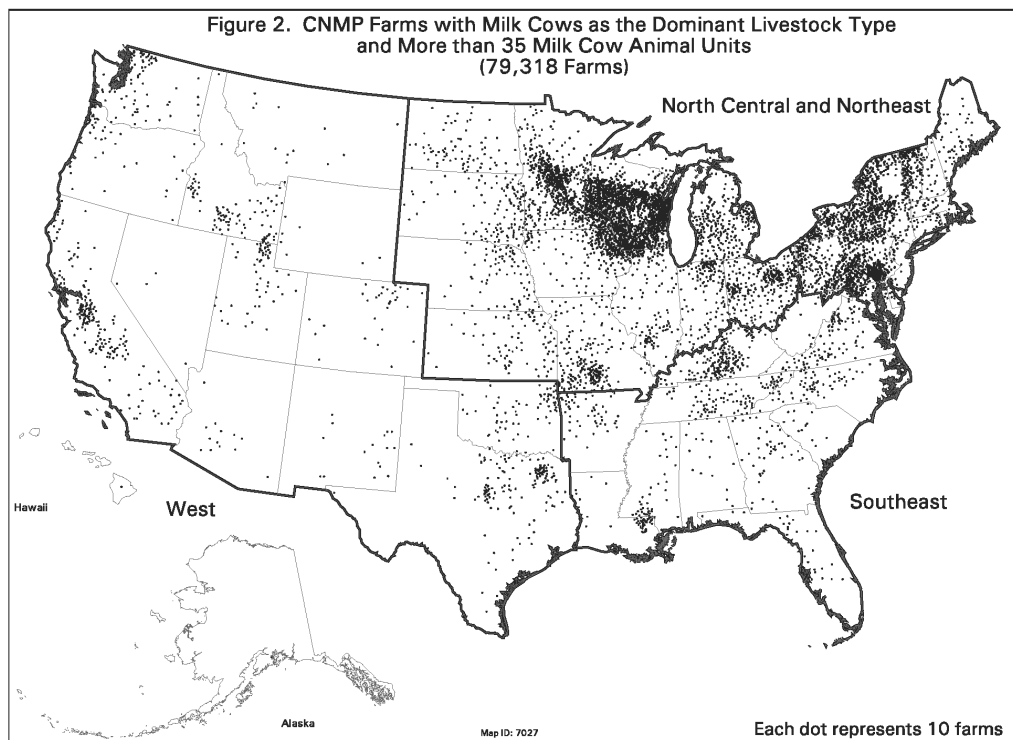 Figure 2. CNMP Farms with Milk Cows as the Dominant Livestock Type
and More than 35 Milk Cow Animal Units
(79,318 Farms)
North Central and Northeast
West
Southeast
Hawaii
Alaska
Map ID: 7027
Each dot represents 10 farms